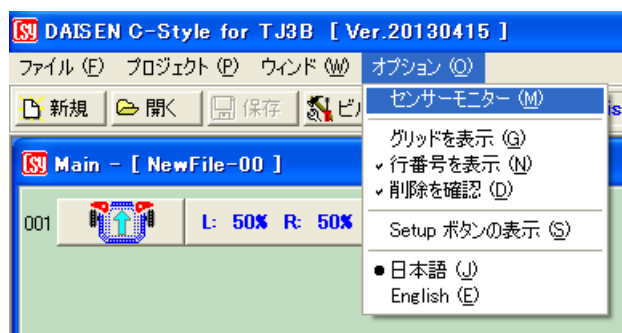 DAISEN C-Style for TJ3B [ Ver.20130415 ]
ファイル (F) プロジェクト (P) ウィンド (W) オプション (O)
新規 開く 保存 ビ
センサーモニター (M)
グリッドを表示 (G)
行番号を表示 (N)
削除を確認 (D)
Setup ボタンの表示 (S)
日本語 (J)
English (E)
Main - [ NewFile-00 ]
001 L: 50% R: 50%